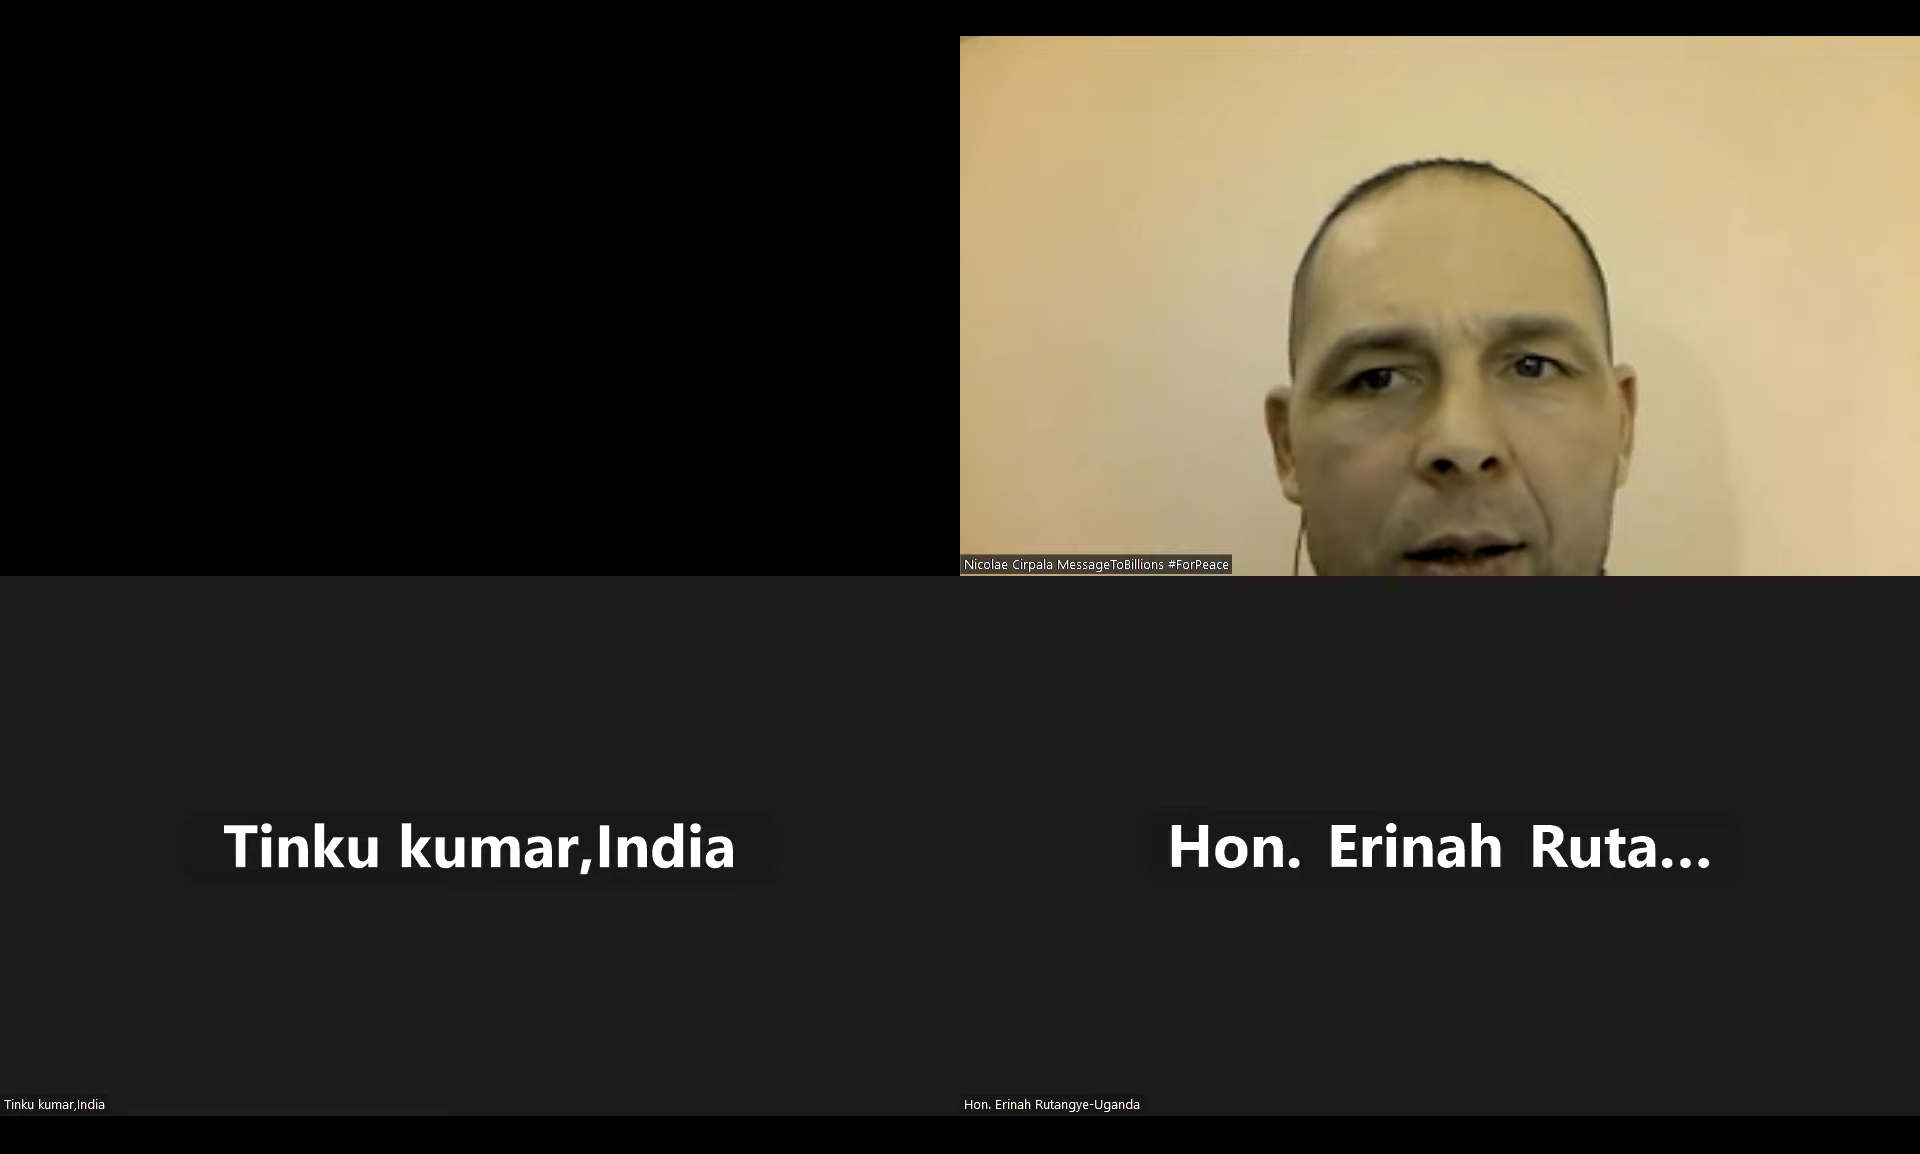 Nicolae Cirpala MessageToBillions #ForPeace
Tinku kumar,India
Hon. Erinah Ruta...
Tinku kumar,India
Hon. Erinah Rutangye-Uganda